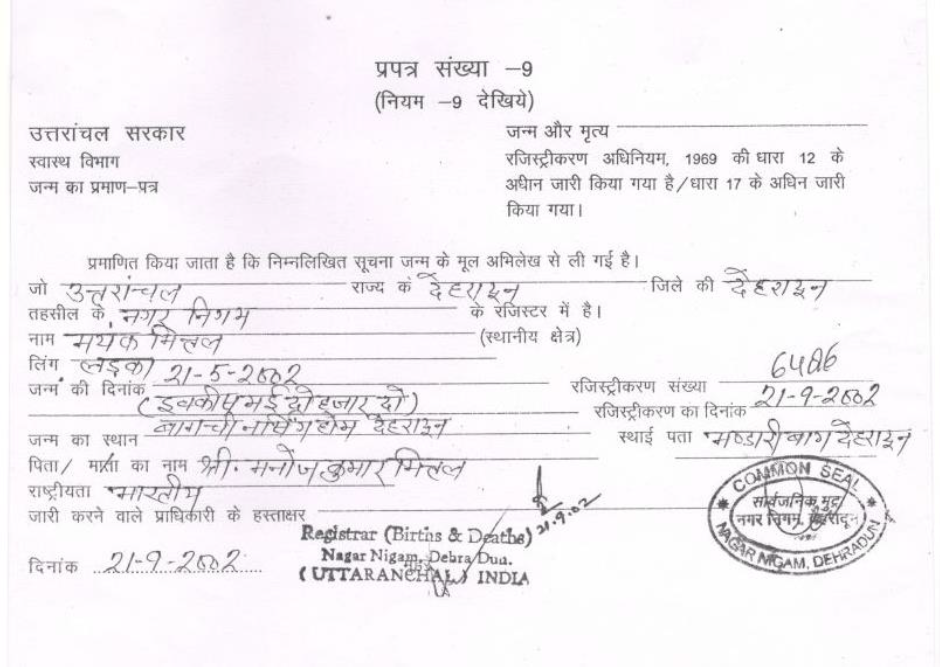 प्रपत्र संख्या –9
(नियम –9 देखिये)
उत्तरांचल सरकार
स्वास्थ विभाग
जन्म का प्रमाण–पत्र
जन्म और मृत्य
रजिस्ट्रीकरण अधिनियम, 1969 की धारा 12 के
अधीन जारी किया गया है/धारा 17 के अधिन जारी
किया गया।
प्रमाणित किया जाता है कि निम्नलिखित सूचना जन्म के मूल अभिलेख से ली गई है।
जो उत्तरांचल राज्य के देहरादून जिले की देहरादून
तहसील के नगर निगम के रजिस्टर में है।
नाम मयंक मित्तल (स्थानीय क्षेत्र)
लिंग लड़का
जन्म की दिनांक 21-5-2002
(इक्कीस मई दो हजार दो)
रजिस्ट्रीकरण संख्या 6486
रजिस्ट्रीकरण का दिनांक 21-9-2002
जन्म का स्थान बागची नर्सिंग होम देहरादून
स्थाई पता भण्डारी बाग देहरादून
पिता/ माता का नाम श्री. मनोज कुमार मित्तल
राष्ट्रीयता भारतीय
जारी करने वाले प्राधिकारी के हस्ताक्षर
21.9.02
Registrar (Births & Deaths)
Nagar Nigam, Dehra Dun.
(UTTARANCHAL) INDIA
दिनांक 21-9-2002
COMMON SEAL
सार्वजनिक मुद्रा
नगर निगम, देहरादून
NAGAR NIGAM, DEHRADUN